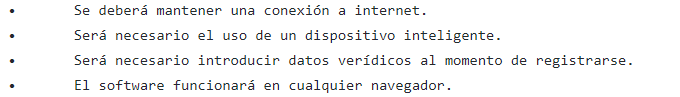 • Se deberá mantener una conexión a internet.
• Será necesario el uso de un dispositivo inteligente.
• Será necesario introducir datos verídicos al momento de registrarse.
• El software funcionará en cualquier navegador.